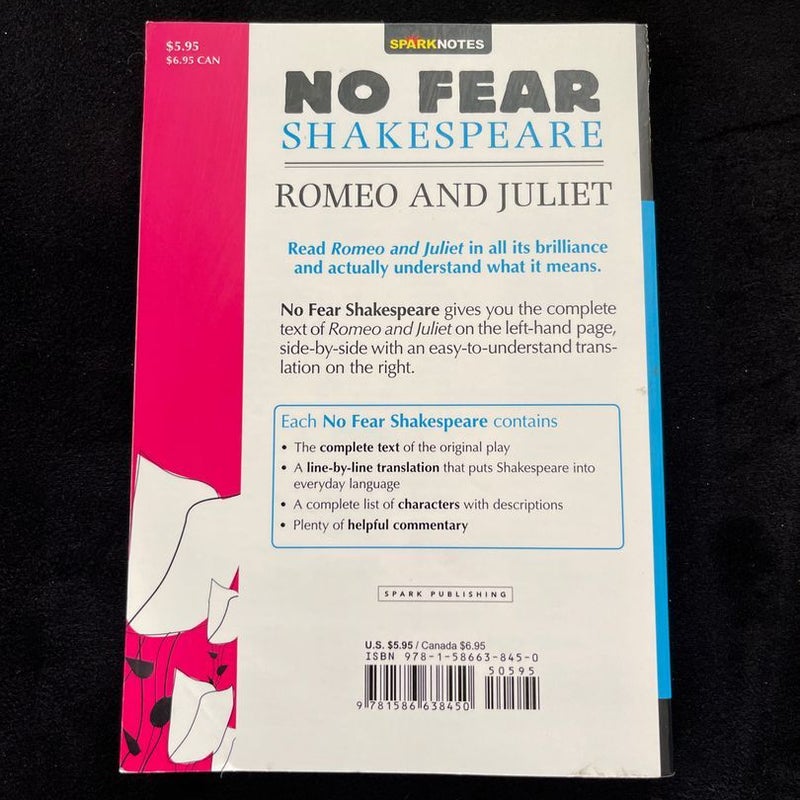 $5.95
$6.95 CAN
SPARKNOTES
NO FEAR
SHAKESPEARE
ROMEO AND JULIET
Read Romeo and Juliet in all its brilliance
and actually understand what it means.
No Fear Shakespeare gives you the complete
text of Romeo and Juliet on the left-hand page,
side-by-side with an easy-to-understand trans-
lation on the right.
Each No Fear Shakespeare contains
• The complete text of the original play
• A line-by-line translation that puts Shakespeare into
everyday language
• A complete list of characters with descriptions
• Plenty of helpful commentary
SPARK PUBLISHING
U.S. $5.95 / Canada $6.95
ISBN 978-1-58663-845-0
50595
9 781586 638450